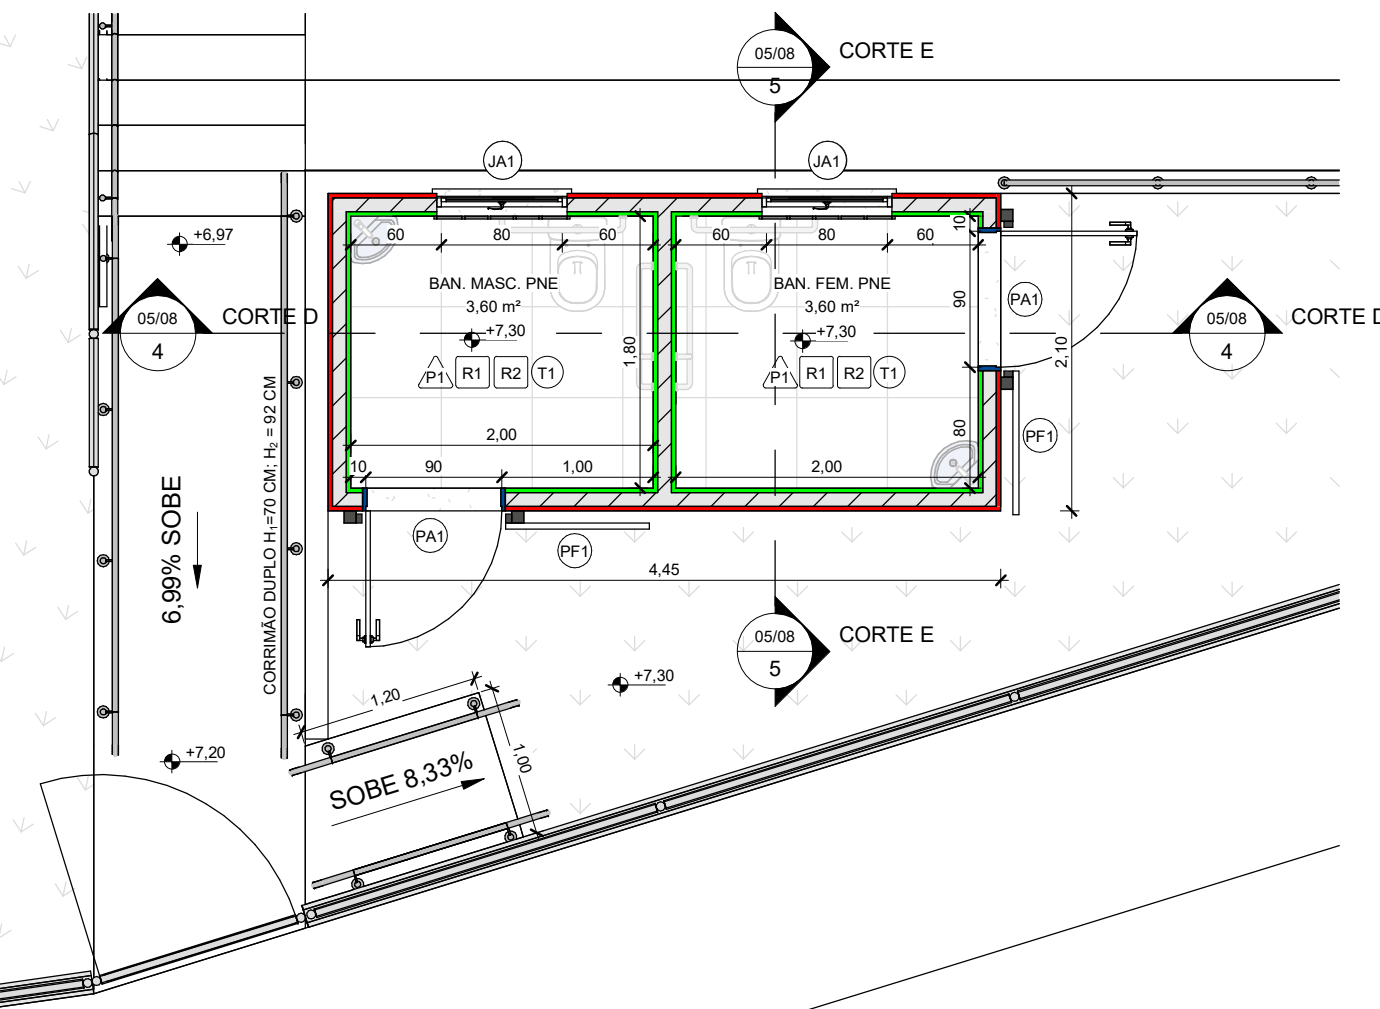 05/08
5
CORTE E
JA1
JA1
+6,97
60
80
60
60
80
60
10
BAN. MASC. PNE
3,60 m²
+7,30
P1
R1
R2
T1
1,80
BAN. FEM. PNE
3,60 m²
+7,30
P1
R1
R2
T1
90
PA1
2,10
05/08
4
CORTE D
05/08
4
CORTE D
2,00
10
90
1,00
2,00
80
PF1
PA1
PF1
4,45
6,99% SOBE
CORRIMÃO DUPLO H₁=70 CM; H₂ = 92 CM
05/08
5
CORTE E
+7,30
1,20
1,00
SOBE 8,33%
+7,20